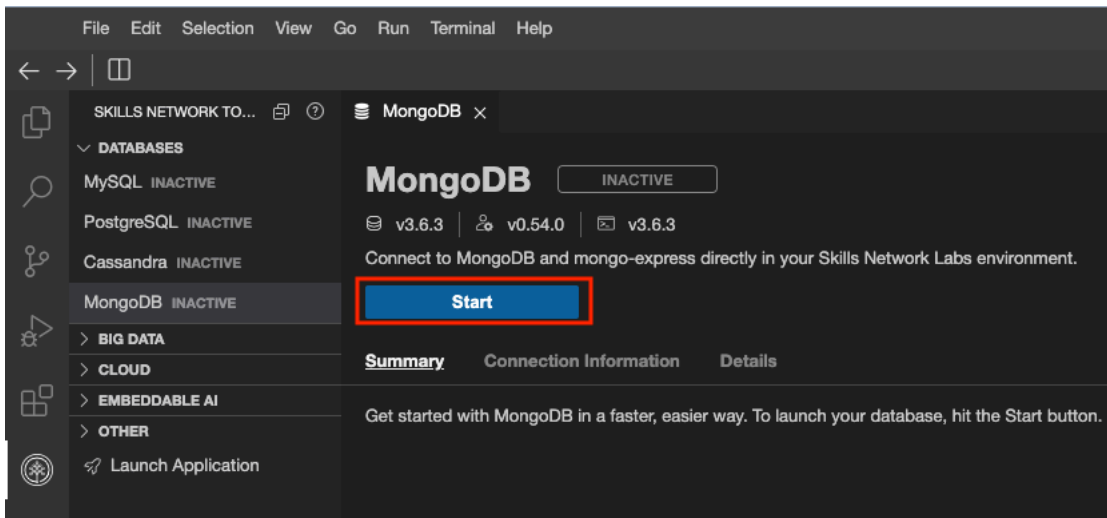 File Edit Selection View Go Run Terminal Help
SKILLS NETWORK TO...
MongoDB
DATABASES
MySQL INACTIVE
PostgreSQL INACTIVE
Cassandra INACTIVE
MongoDB INACTIVE
BIG DATA
CLOUD
EMBEDDABLE AI
OTHER
Launch Application
MongoDB INACTIVE
v3.6.3 v0.54.0 v3.6.3
Connect to MongoDB and mongo-express directly in your Skills Network Labs environment.
Start
Summary Connection Information Details
Get started with MongoDB in a faster, easier way. To launch your database, hit the Start button.